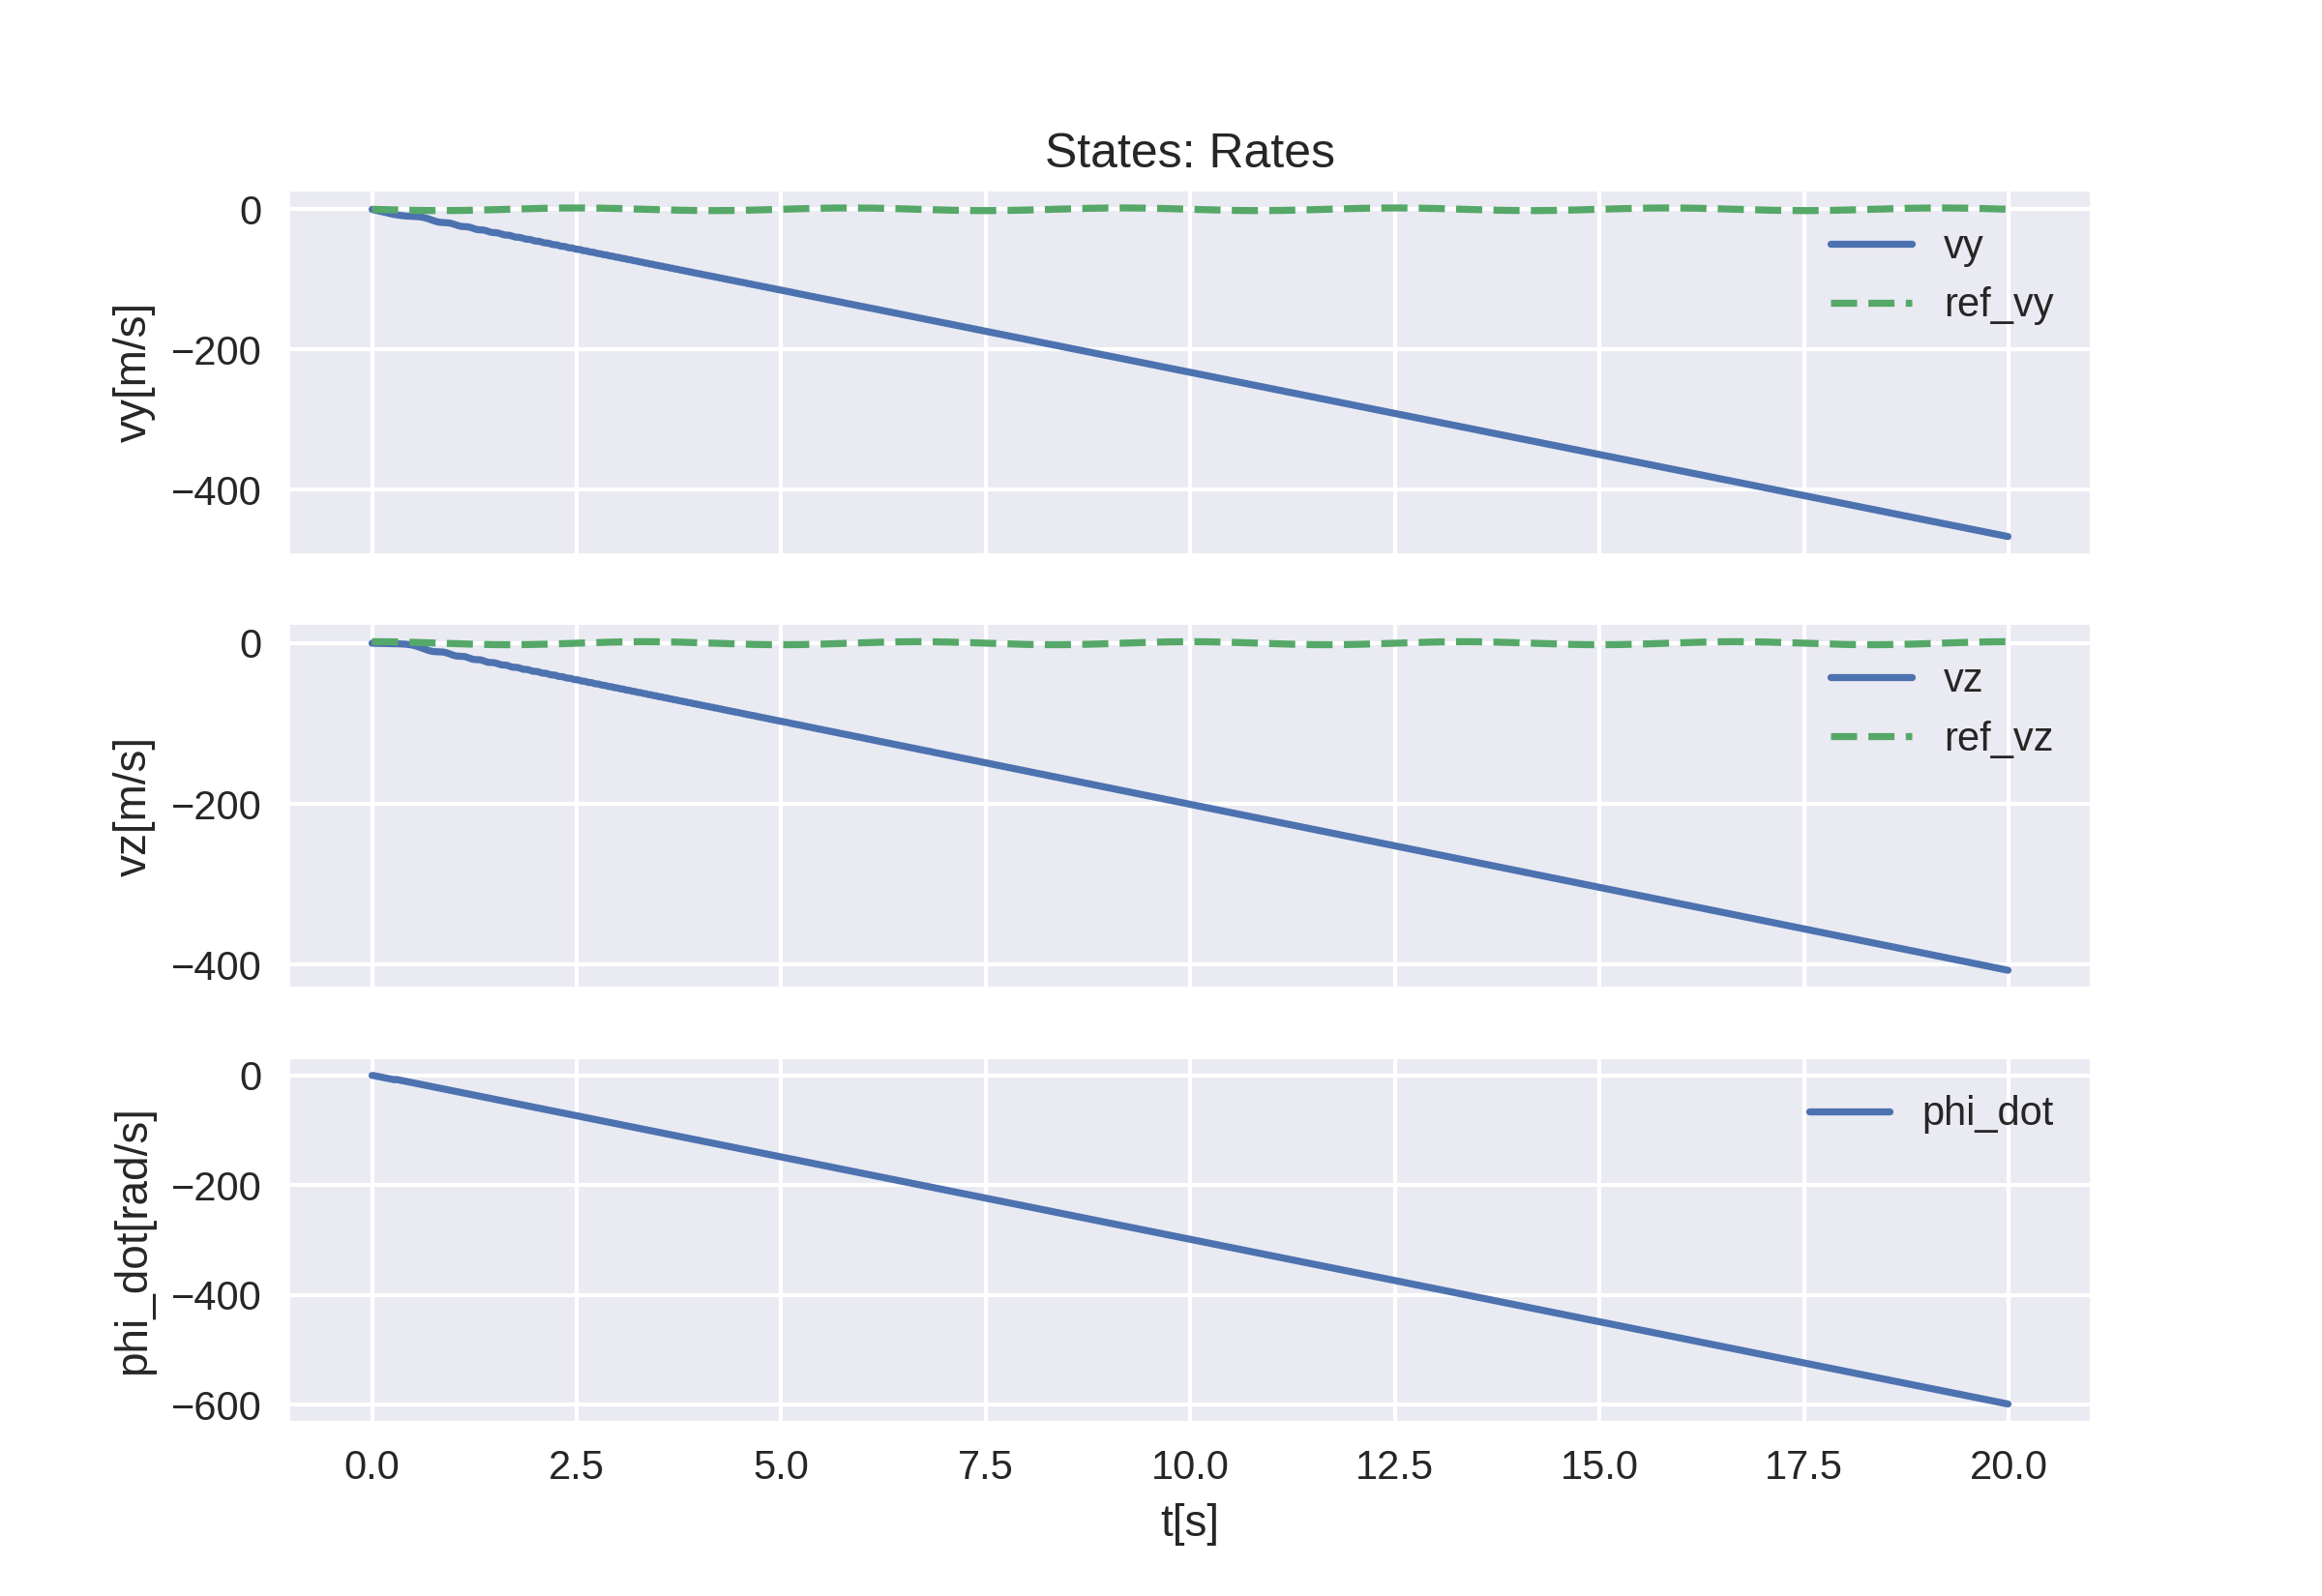 States: Rates
0
−200
−400
vy[m/s]
vy
ref_vy
0
−200
−400
vz[m/s]
vz
ref_vz
0
−200
−400
−600
phi_dot[rad/s]
phi_dot
0.0 2.5 5.0 7.5 10.0 12.5 15.0 17.5 20.0
t[s]